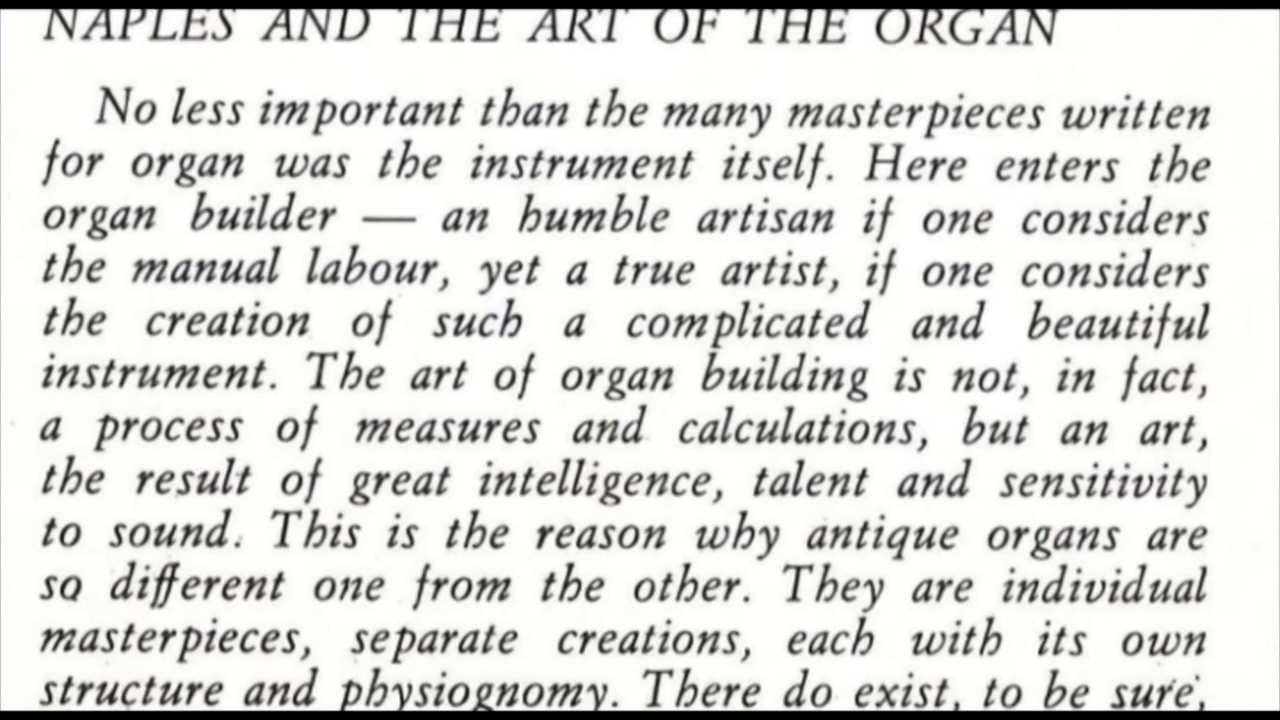 NAPLES AND THE ART OF THE ORGAN
No less important than the many masterpieces written
for organ was the instrument itself. Here enters the
organ builder — an humble artisan if one considers
the manual labour, yet a true artist, if one considers
the creation of such a complicated and beautiful
instrument. The art of organ building is not, in fact,
a process of measures and calculations, but an art,
the result of great intelligence, talent and sensitivity
to sound. This is the reason why antique organs are
so different one from the other. They are individual
masterpieces, separate creations, each with its own
structure and physiognomy. There do exist, to be sure,